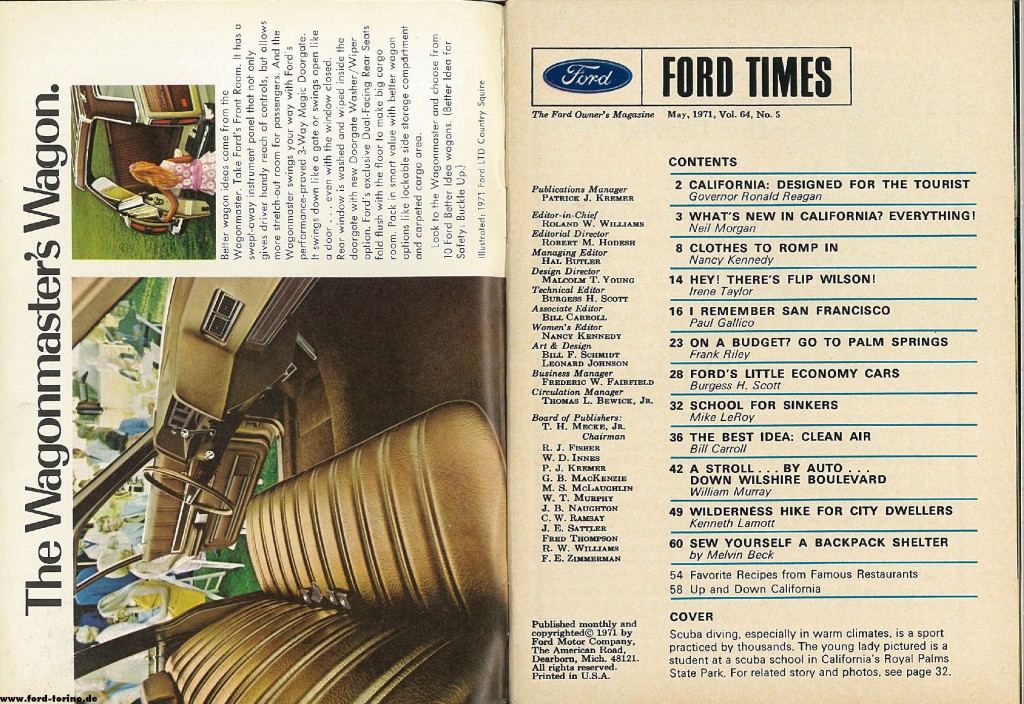 The Wagonmaster's Wagon.
Better wagon ideas come from the
Wagonmaster. Take Ford's Front Room. It has a
swept-away instrument panel that not only
gives driver handy reach of controls, but allows
more stretch-out room for passengers. And the
Wagonmaster swings your way with Ford's
performance-proved 3-Way Magic Doorgate.
It swings down like a gate or swings open like
a door . . . even with the window closed.
Rear window is washed and wiped inside the
doorgate with new Doorgate Washer/Wiper
option. Ford's exclusive Dual-Facing Rear Seats
fold flush with the floor to make big cargo
room. Pack in smart value with better wagon
options like lockable side storage compartment
and carpeted cargo area.
Look to the Wagonmaster and choose from
10 Ford Better Idea wagons. (Better Idea for
Safety: Buckle Up.)
Illustrated: 1971 Ford LTD Country Squire
www.ford-torino.de
Ford
FORD TIMES
The Ford Owner's Magazine May, 1971, Vol. 64, No. 5
Publications Manager
PATRICK J. KREMER
Editor-in-Chief
ROLAND W. WILLIAMS
Editorial Director
ROBERT M. HODESH
Managing Editor
HAL BUTLER
Design Director
MALCOLM T. YOUNG
Technical Editor
BURGESS H. SCOTT
Associate Editor
BILL CARROLL
Women's Editor
NANCY KENNEDY
Art & Design
BILL F. SCHMIDT
LEONARD JOHNSON
Business Manager
FREDERIC W. FAIRFIELD
Circulation Manager
THOMAS L. BEWICK, JR.
Board of Publishers:
T. H. MECKE, JR.
Chairman
R. J. FISHER
W. D. INNES
P. J. KREMER
G. B. MACKENZIE
M. S. MCLAUGHLIN
W. T. MURPHY
J. B. NAUGHTON
C. W. RAMSAY
J. E. SATTLER
FRED THOMPSON
R. W. WILLIAMS
F. E. ZIMMERMAN
Published monthly and
copyrighted© 1971 by
Ford Motor Company,
The American Road,
Dearborn, Mich. 48121.
All rights reserved.
Printed in U.S.A.
CONTENTS
2 CALIFORNIA: DESIGNED FOR THE TOURIST
Governor Ronald Reagan
3 WHAT'S NEW IN CALIFORNIA? EVERYTHING!
Neil Morgan
8 CLOTHES TO ROMP IN
Nancy Kennedy
14 HEY! THERE'S FLIP WILSON!
Irene Taylor
16 I REMEMBER SAN FRANCISCO
Paul Gallico
23 ON A BUDGET? GO TO PALM SPRINGS
Frank Riley
28 FORD'S LITTLE ECONOMY CARS
Burgess H. Scott
32 SCHOOL FOR SINKERS
Mike LeRoy
36 THE BEST IDEA: CLEAN AIR
Bill Carroll
42 A STROLL . . . BY AUTO . . .
DOWN WILSHIRE BOULEVARD
William Murray
49 WILDERNESS HIKE FOR CITY DWELLERS
Kenneth Lamott
60 SEW YOURSELF A BACKPACK SHELTER
by Melvin Beck
54 Favorite Recipes from Famous Restaurants
58 Up and Down California
COVER
Scuba diving, especially in warm climates, is a sport
practiced by thousands. The young lady pictured is a
student at a scuba school in California's Royal Palms
State Park. For related story and photos, see page 32.